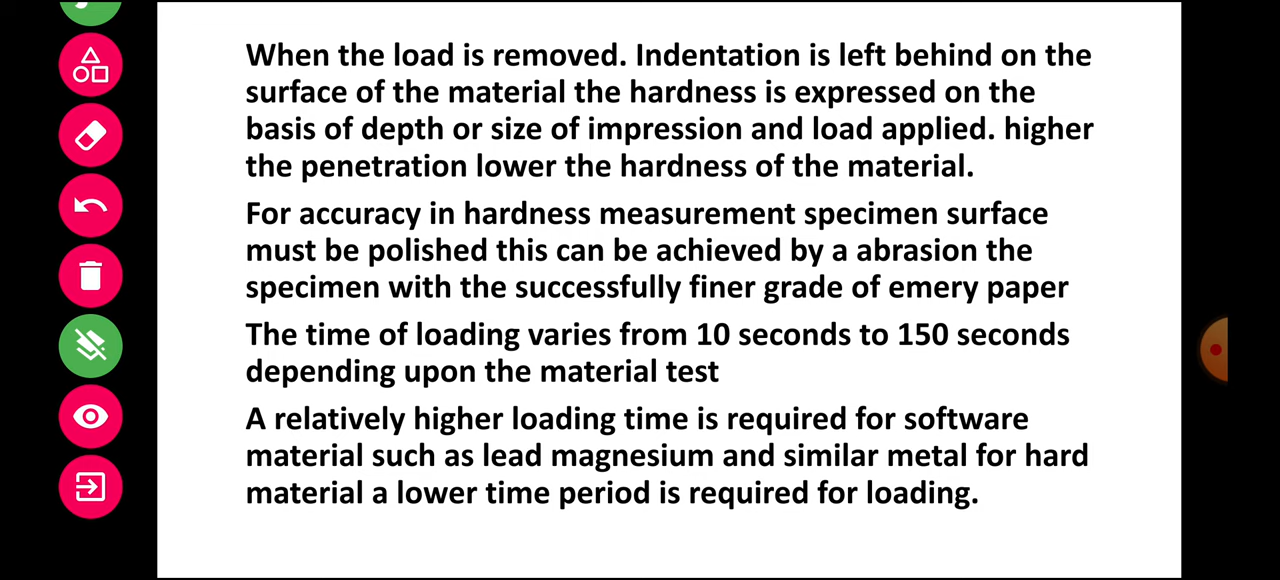 When the load is removed. Indentation is left behind on the
surface of the material the hardness is expressed on the
basis of depth or size of impression and load applied. higher
the penetration lower the hardness of the material.
For accuracy in hardness measurement specimen surface
must be polished this can be achieved by a abrasion the
specimen with the successfully finer grade of emery paper
The time of loading varies from 10 seconds to 150 seconds
depending upon the material test
A relatively higher loading time is required for software
material such as lead magnesium and similar metal for hard
material a lower time period is required for loading.